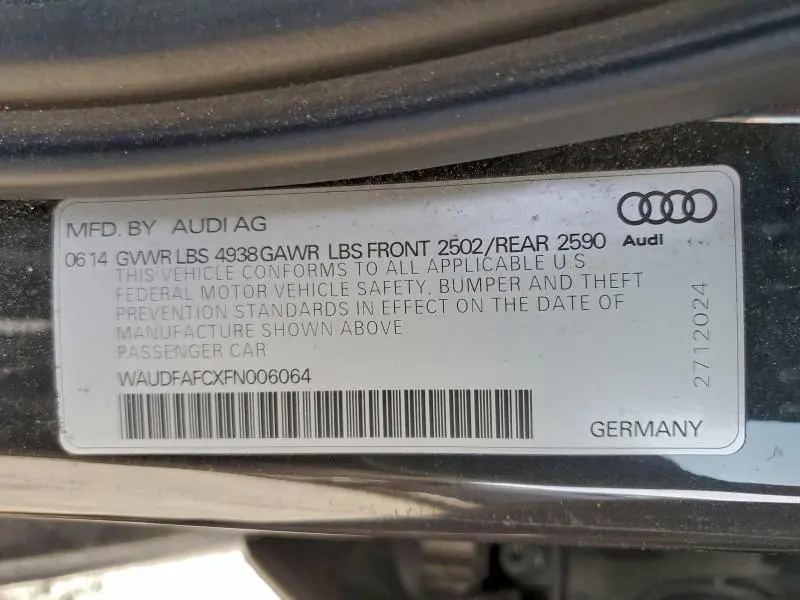 MFD. BY AUDI AG
0614 GVWR LBS 4938 GAWR LBS FRONT 2502/REAR 2590
Audi
THIS VEHICLE CONFORMS TO ALL APPLICABLE U.S.
FEDERAL MOTOR VEHICLE SAFETY, BUMPER AND THEFT
PREVENTION STANDARDS IN EFFECT ON THE DATE OF
MANUFACTURE SHOWN ABOVE
PASSENGER CAR
WAUDFAFCXFN006064
GERMANY
2712024